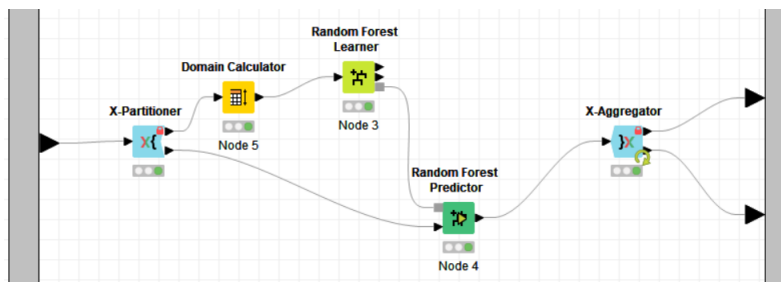 Random Forest
Learner
Domain Calculator
X-Partitioner
X-Aggregator
Node 3
Node 5
Random Forest
Predictor
Node 4